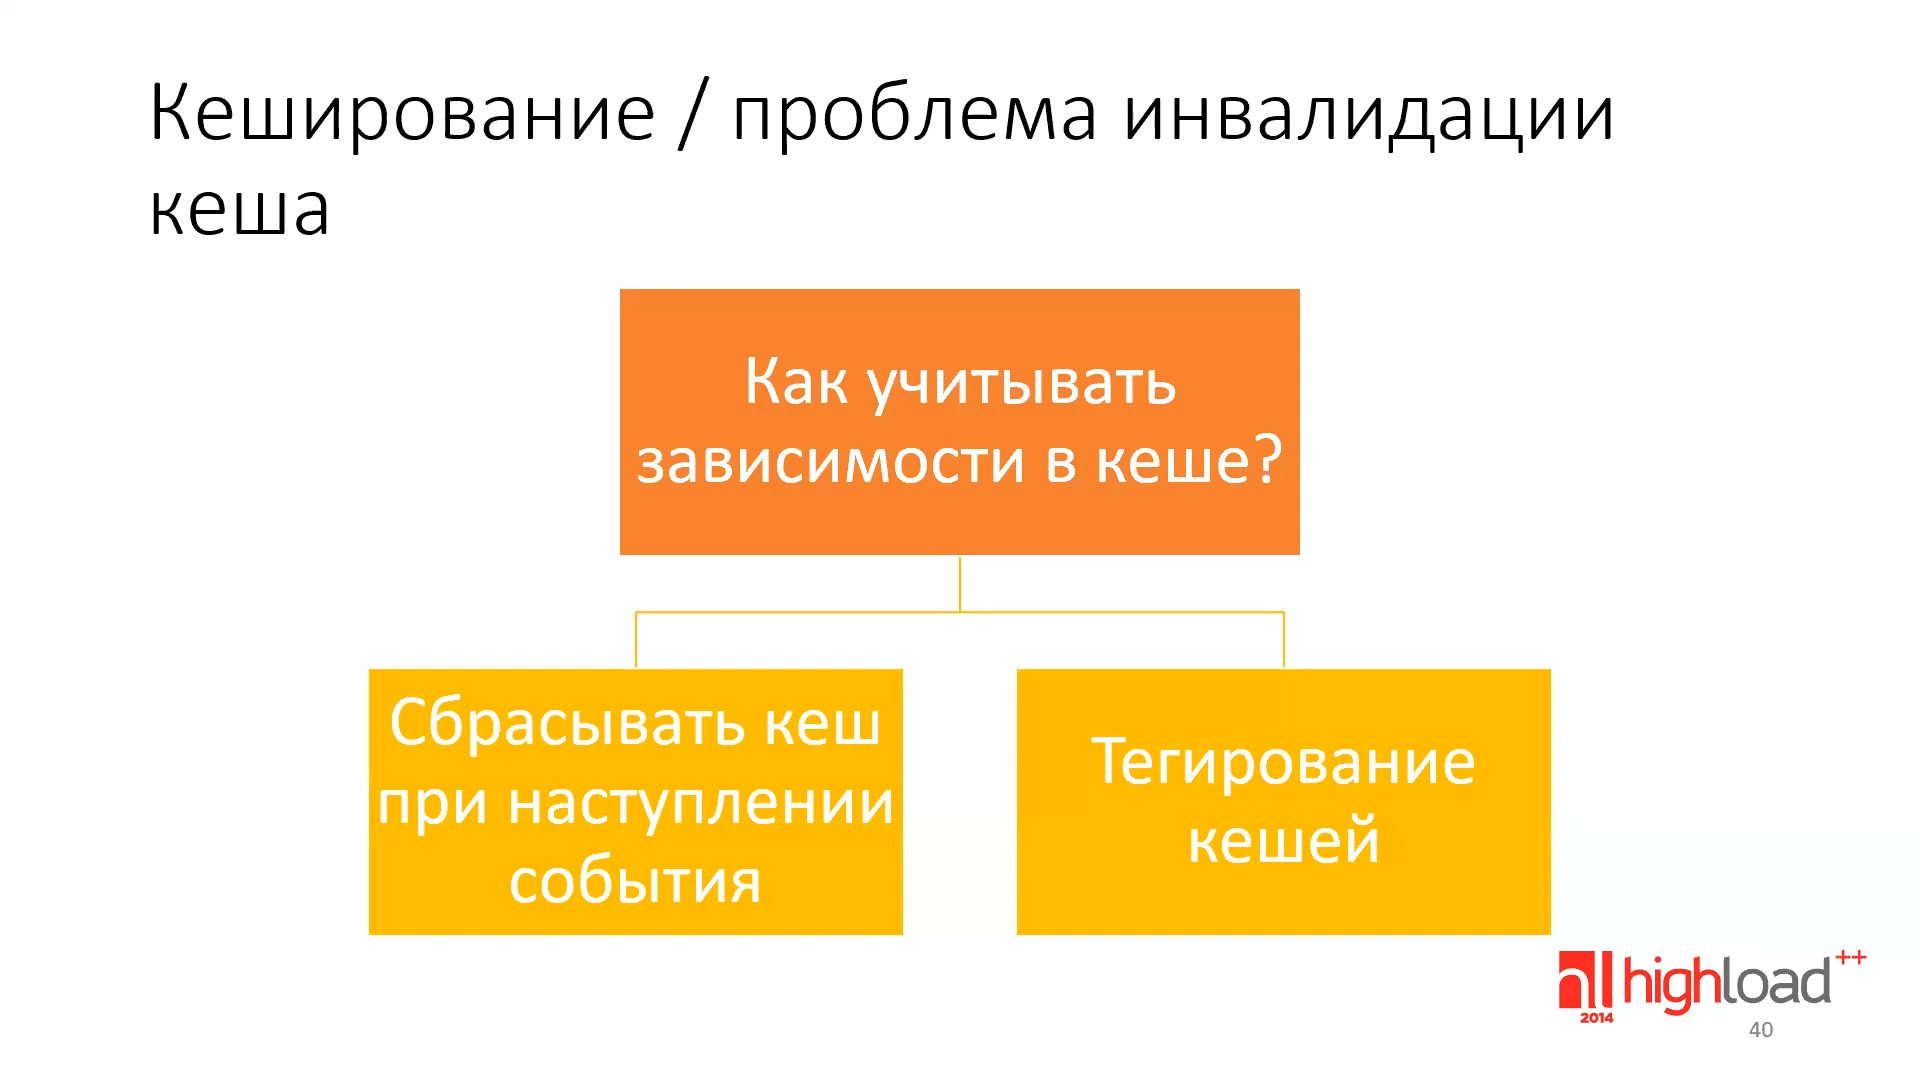 Кеширование / проблема инвалидации
кеша
Как учитывать
зависимости в кеше?
Сбрасывать кеш
при наступлении
события
Тегирование
кешей
highload++
2014
40